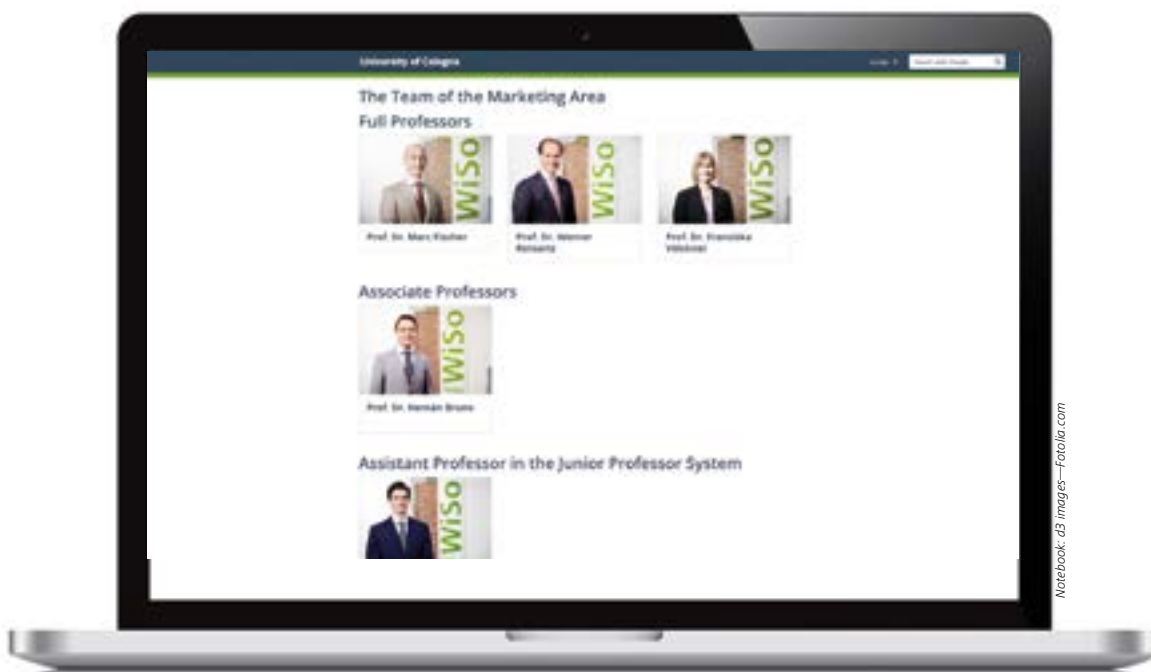 University of Cologne
The Team of the Marketing Area
Full Professors
WiSo
WiSo
WiSo
Prof. Dr. Marc Fischer
Prof. Dr. Werner
Reinartz
Prof. Dr. Franziska
Völckner
Associate Professors
WiSo
Prof. Dr. Hernán Bruno
Assistant Professor in the Junior Professor System
WiSo
Notebook: d3 images—Fotolia.com